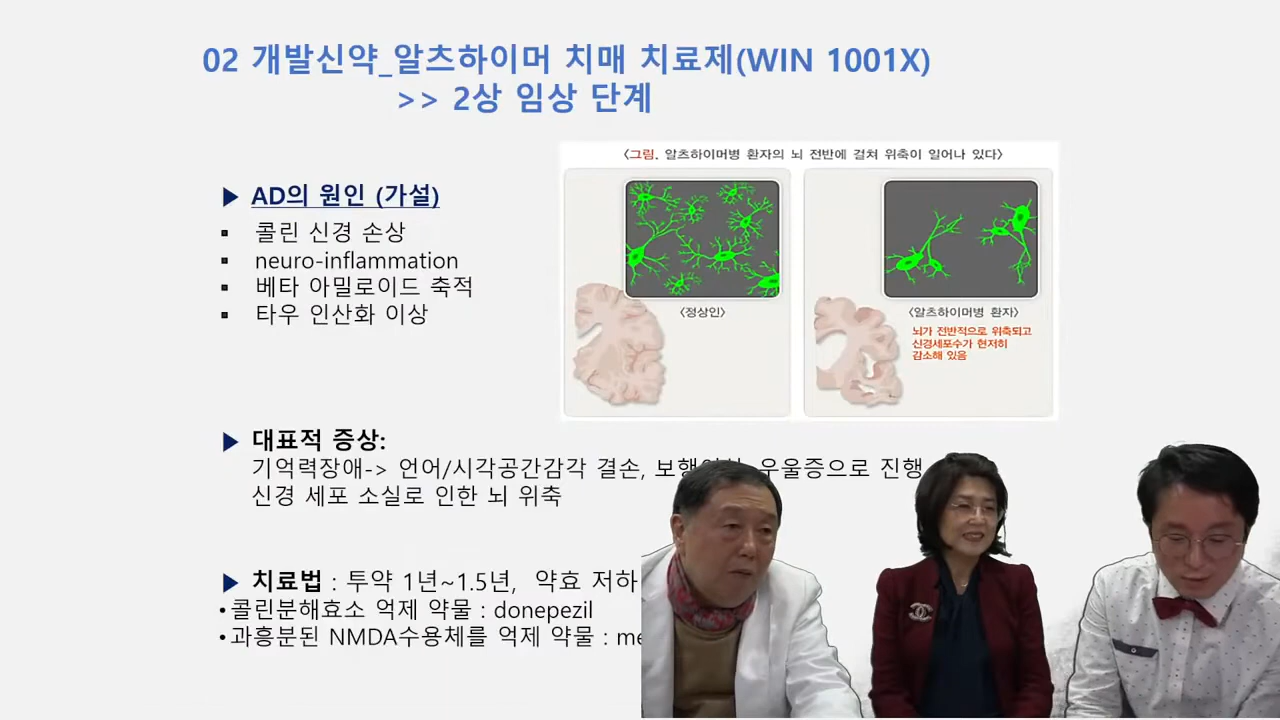 02 개발신약_알츠하이머 치매 치료제(WIN 1001X)
>> 2상 임상 단계
<그림. 알츠하이머병 환자의 뇌 전반에 걸쳐 위축이 일어나 있다>
▶ AD의 원인 (가설)
▪ 콜린 신경 손상
▪ neuro-inflammation
▪ 베타 아밀로이드 축적
▪ 타우 인산화 이상
<정상인>
<알츠하이머병 환자>
뇌가 전반적으로 위축되고
신경세포수가 현저히
감소해 있음
▶ 대표적 증상:
기억력장애-> 언어/시각공간감각 결손, 우울증으로 진행
신경 세포 소실로 인한 뇌 위축
▶ 치료법 : 투약 1년~1.5년, 약효 저하
•콜린분해효소 억제 약물 : donepezil
•과흥분된 NMDA수용체를 억제 약물 :